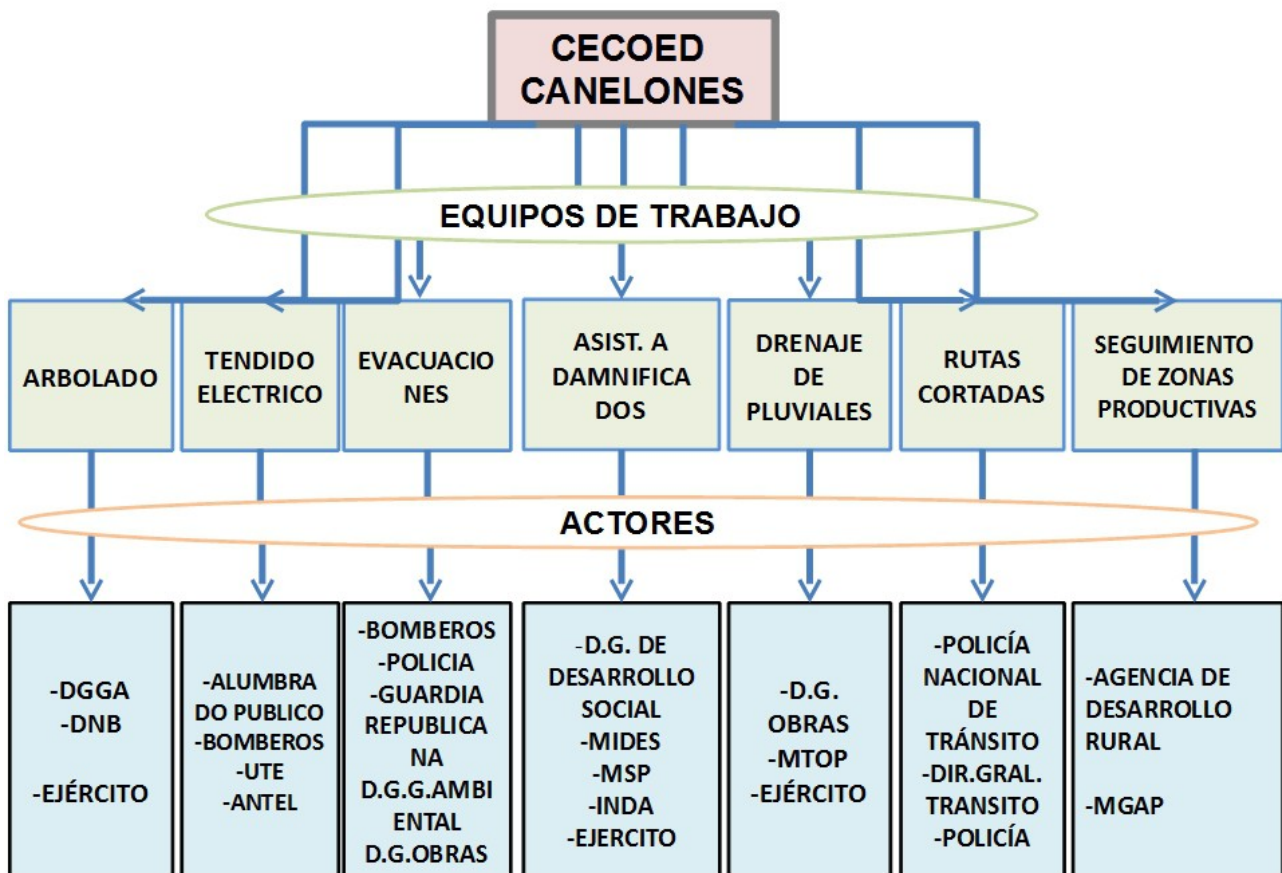 CECOED
CANELONES
EQUIPOS DE TRABAJO
ARBOLADO
TENDIDO
ELECTRICO
EVACUACIO
NES
ASIST. A
DAMNIFICA
DOS
DRENAJE
DE
PLUVIALES
RUTAS
CORTADAS
SEGUIMIENTO
DE ZONAS
PRODUCTIVAS
ACTORES
-DGGA
-DNB
-EJÉRCITO
-ALUMBRA
DO PUBLICO
-BOMBEROS
-UTE
-ANTEL
-BOMBEROS
-POLICIA
-GUARDIA
REPUBLICA
NA
D.G.G.AMBI
ENTAL
D.G.OBRAS
-D.G. DE
DESARROLLO
SOCIAL
-MIDES
-MSP
-INDA
-EJERCITO
-D.G.
OBRAS
-MTOP
-EJÉRCITO
-POLICÍA
NACIONAL
DE
TRÁNSITO
-DIR.GRAL.
TRANSITO
-POLICÍA
-AGENCIA DE
DESARROLLO
RURAL
-MGAP